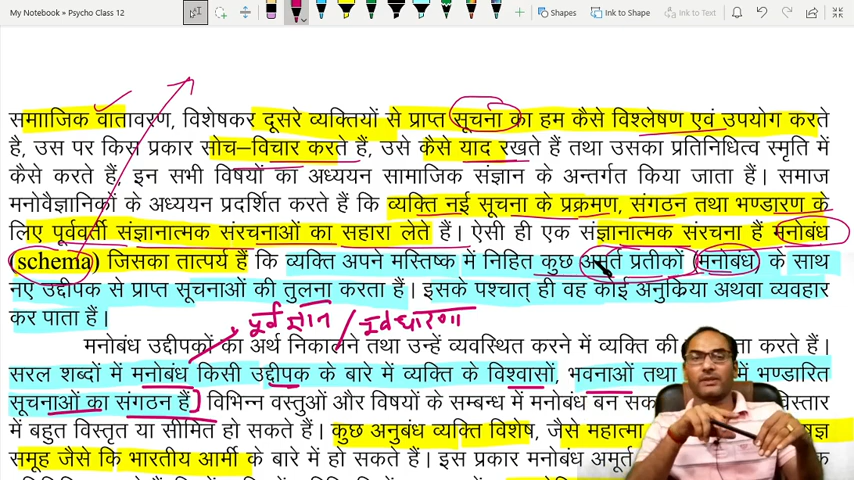 My Notebook » Psycho Class 12
Shapes
Ink to Shape
Ink to Text
समााजिक वातावरण, विशेषकर दूसरे व्यक्तियों से प्राप्त सूचना का हम कैसे विश्लेषण एवं उपयोग करते
है, उस पर किस प्रकार सोच–विचार करते हैं, उसे कैसे याद रखते हैं तथा उसका प्रतिनिधित्व स्मृति में
कैसे करते हैं, इन सभी विषयों का अध्ययन सामाजिक संज्ञान के अन्तर्गत किया जाता हैं। समाज
मनोवैज्ञानिकों के अध्ययन प्रदर्शित करते हैं कि व्यक्ति नई सूचना के प्रक्रमण, संगठन तथा भण्डारण के
लिए पूर्ववर्ती संज्ञानात्मक संरचनाओं का सहारा लेते हैं। ऐसी ही एक संज्ञानात्मक संरचना हैं मनोबंध
(schema) जिसका तात्पर्य हैं कि व्यक्ति अपने मस्तिष्क में निहित कुछ अमूर्त प्रतीकों (मनोबंध) के साथ
नए उद्दीपक से प्राप्त सूचनाओं की तुलना करता हैं। इसके पश्चात् ही वह कोई अनुक्रिया अथवा व्यवहार
कर पाता हैं।
पूर्व ज्ञान / पूर्वधारणा
मनोबंध उद्दीपकों का अर्थ निकालने तथा उन्हें व्यवस्थित करने में व्यक्ति की करते हैं।
सरल शब्दों में मनोबंध किसी उद्दीपक के बारे में व्यक्ति के विश्वासों, भवनाओं तथा में भण्डारित
सूचनाओं का संगठन हैं विभिन्न वस्तुओं और विषयों के सम्बन्ध में मनोबंध बन विस्तार
में बहुत विस्तृत या सीमित हो सकते हैं। कुछ अनुबंध व्यक्ति विशेष, जैसे महात्मा
समूह जैसे कि भारतीय आर्मी के बारे में हो सकते हैं। इस प्रकार मनोबंध